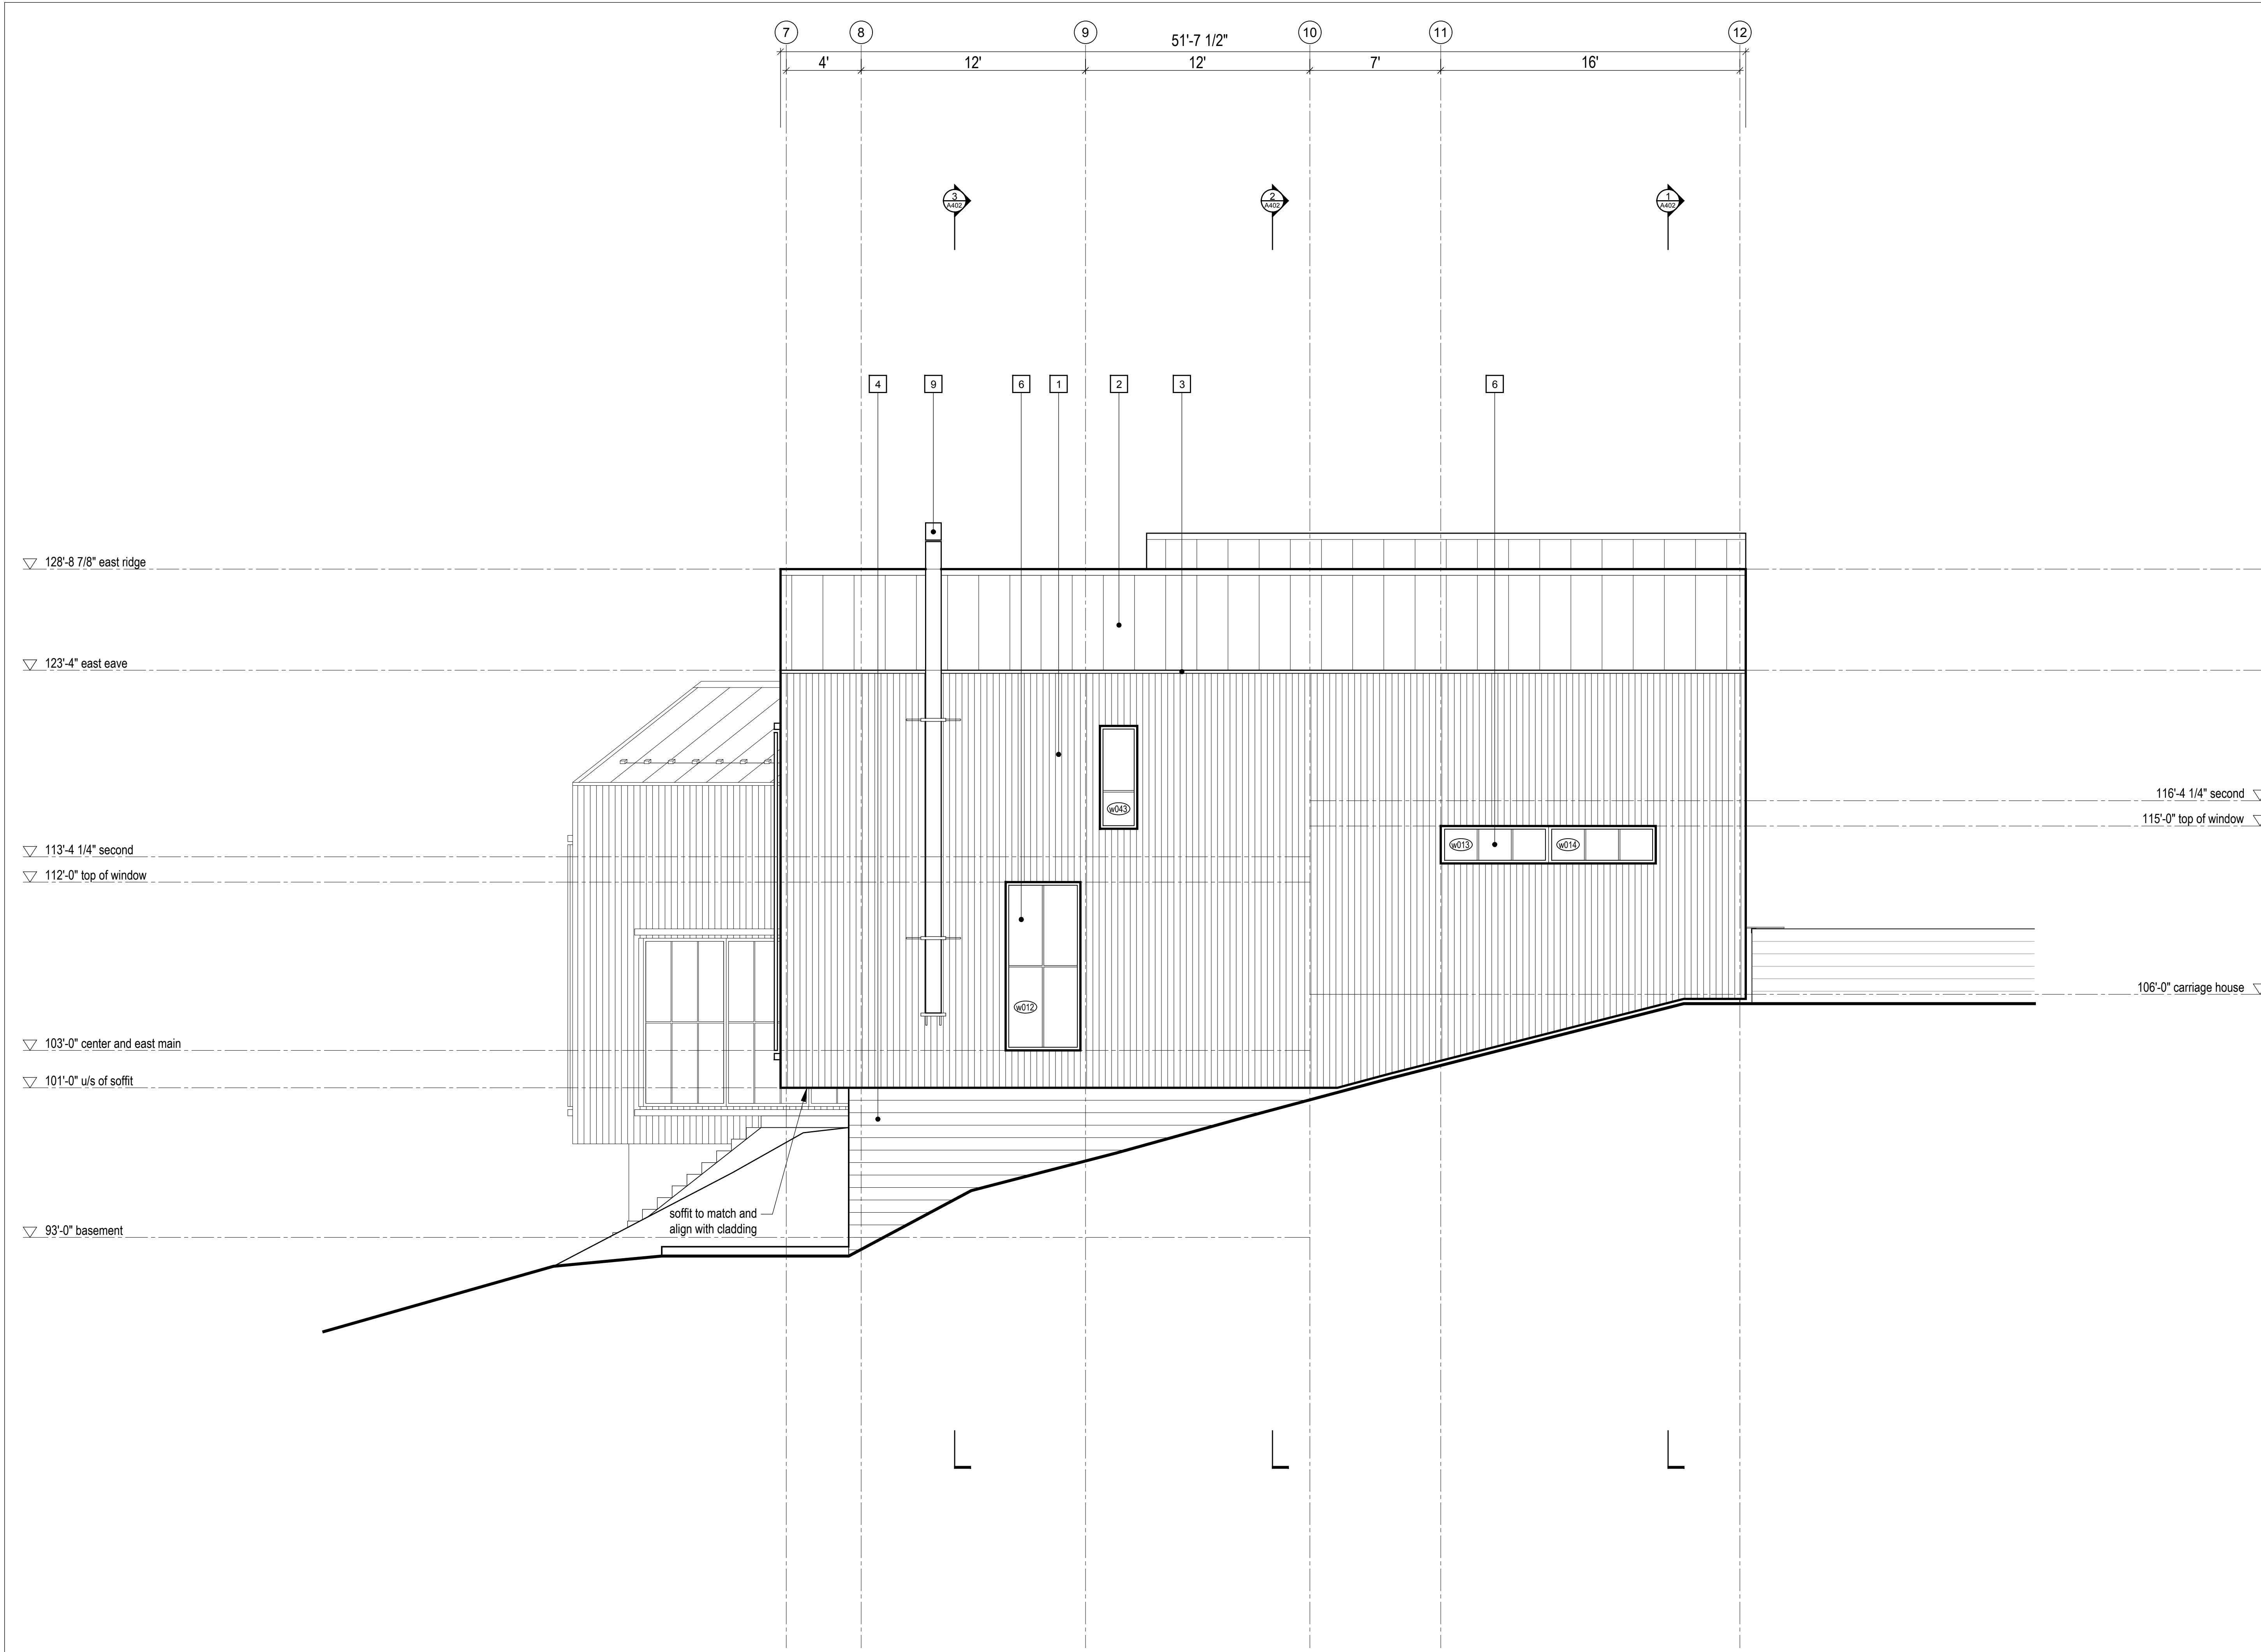 7 8 9 10 11 12
51'-7 1/2"
4' 12' 12' 7' 16'
3 2 1
A402 A402 A402
4 9 6 1 2 3 6
128'-8 7/8" east ridge
123'-4" east eave
116'-4 1/4" second
w043
115'-0" top of window
w013 w014
113'-4 1/4" second
112'-0" top of window
106'-0" carriage house
w012
103'-0" center and east main
101'-0" u/s of soffit
soffit to match and
align with cladding
93'-0" basement